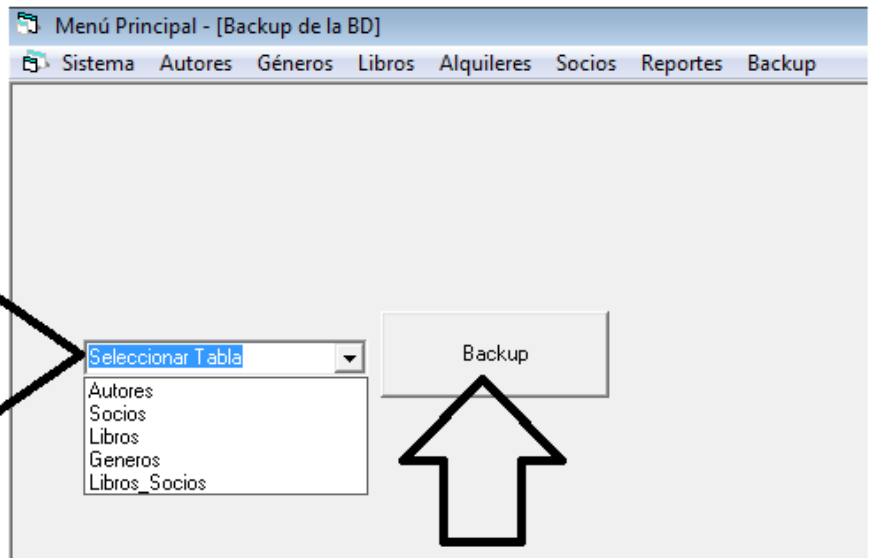 Menú Principal - [Backup de la BD]
Sistema Autores Géneros Libros Alquileres Socios Reportes Backup
Seleccionar Tabla
Backup
Autores
Socios
Libros
Generos
Libros_Socios